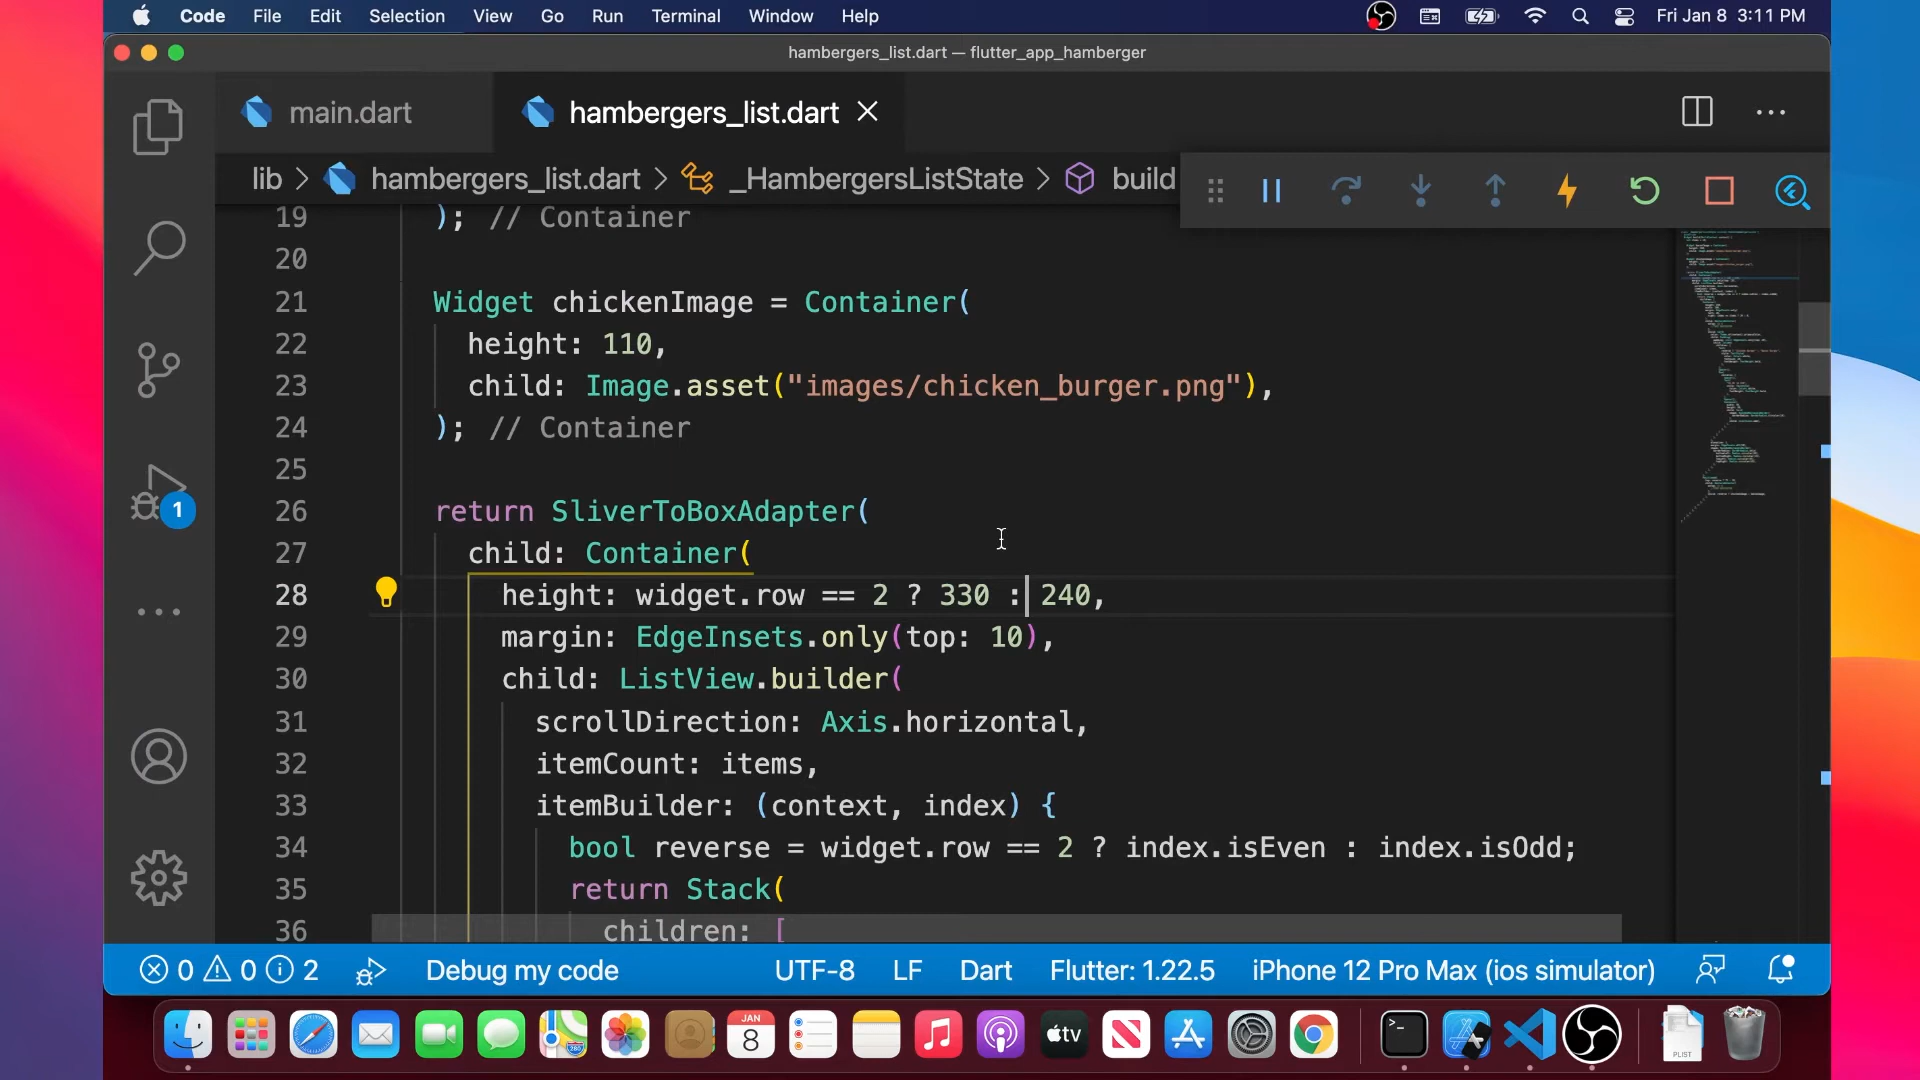 Code File Edit Selection View Go Run Terminal Window Help Fri Jan 8 3:11 PM
hambergers_list.dart — flutter_app_hamberger
main.dart hambergers_list.dart
lib > hambergers_list.dart > _HambergersListState > build
19 ); // Container
20
21 Widget chickenImage = Container(
22 height: 110,
23 child: Image.asset("images/chicken_burger.png"),
24 ); // Container
25
26 return SliverToBoxAdapter(
27 child: Container(
28 height: widget.row == 2 ? 330 : 240,
29 margin: EdgeInsets.only(top: 10),
30 child: ListView.builder(
31 scrollDirection: Axis.horizontal,
32 itemCount: items,
33 itemBuilder: (context, index) {
34 bool reverse = widget.row == 2 ? index.isEven : index.isOdd;
35 return Stack(
36 children: [
1
0 0 2 Debug my code UTF-8 LF Dart Flutter: 1.22.5 iPhone 12 Pro Max (ios simulator)
JAN
8
tv
PLIST